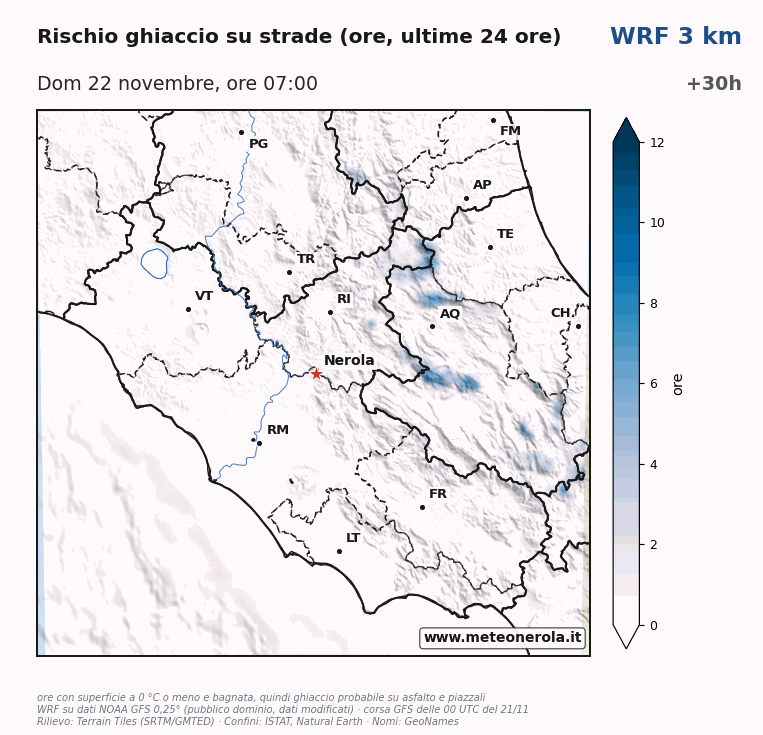 Rischio ghiaccio su strade (ore, ultime 24 ore)
WRF 3 km
Dom 22 novembre, ore 07:00
+30h
FM
PG
AP
TE
TR
VT
RI
AQ
CH.
Nerola
RM
FR
LT
www.meteonerola.it
12
10
8
6
4
2
0
ore
ore con superficie a 0 °C o meno e bagnata, quindi ghiaccio probabile su asfalto e piazzali
WRF su dati NOAA GFS 0,25° (pubblico dominio, dati modificati) · corsa GFS delle 00 UTC del 21/11
Rilievo: Terrain Tiles (SRTM/GMTED) · Confini: ISTAT, Natural Earth · Nomi: GeoNames